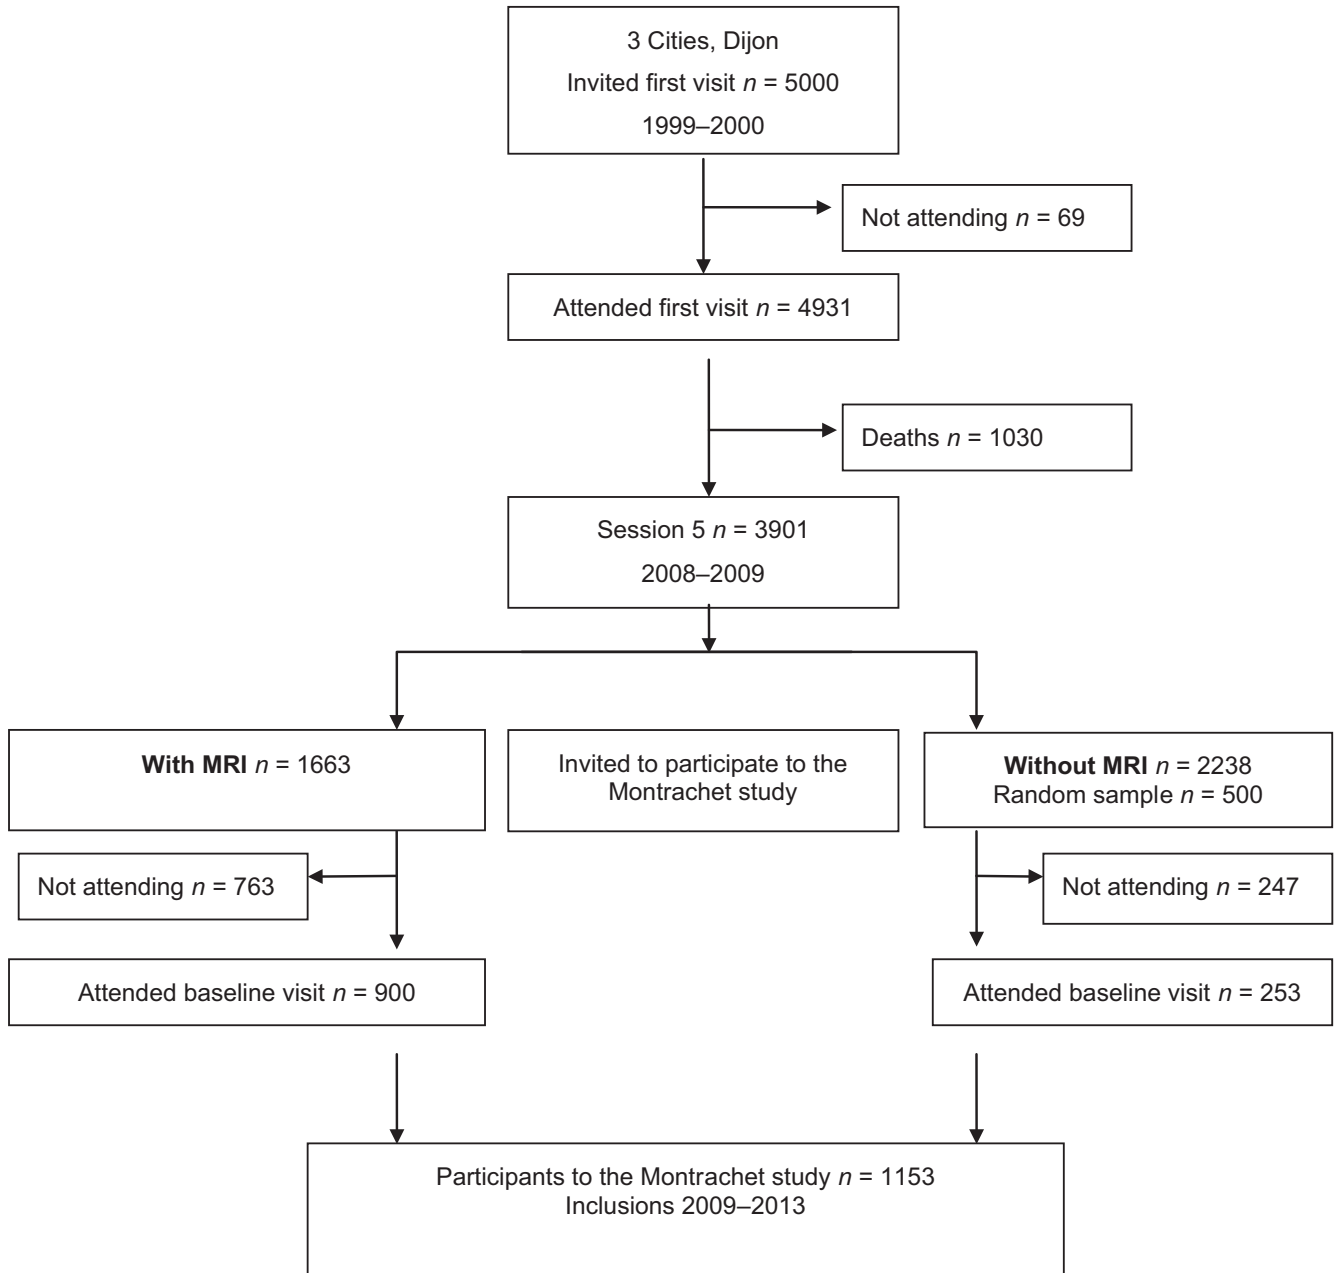 3 Cities, Dijon
Invited first visit n = 5000
1999–2000
Not attending n = 69
Attended first visit n = 4931
Deaths n = 1030
Session 5 n = 3901
2008–2009
With MRI n = 1663
Invited to participate to the
Montrachet study
Without MRI n = 2238
Random sample n = 500
Not attending n = 763
Not attending n = 247
Attended baseline visit n = 900
Attended baseline visit n = 253
Participants to the Montrachet study n = 1153
Inclusions 2009–2013